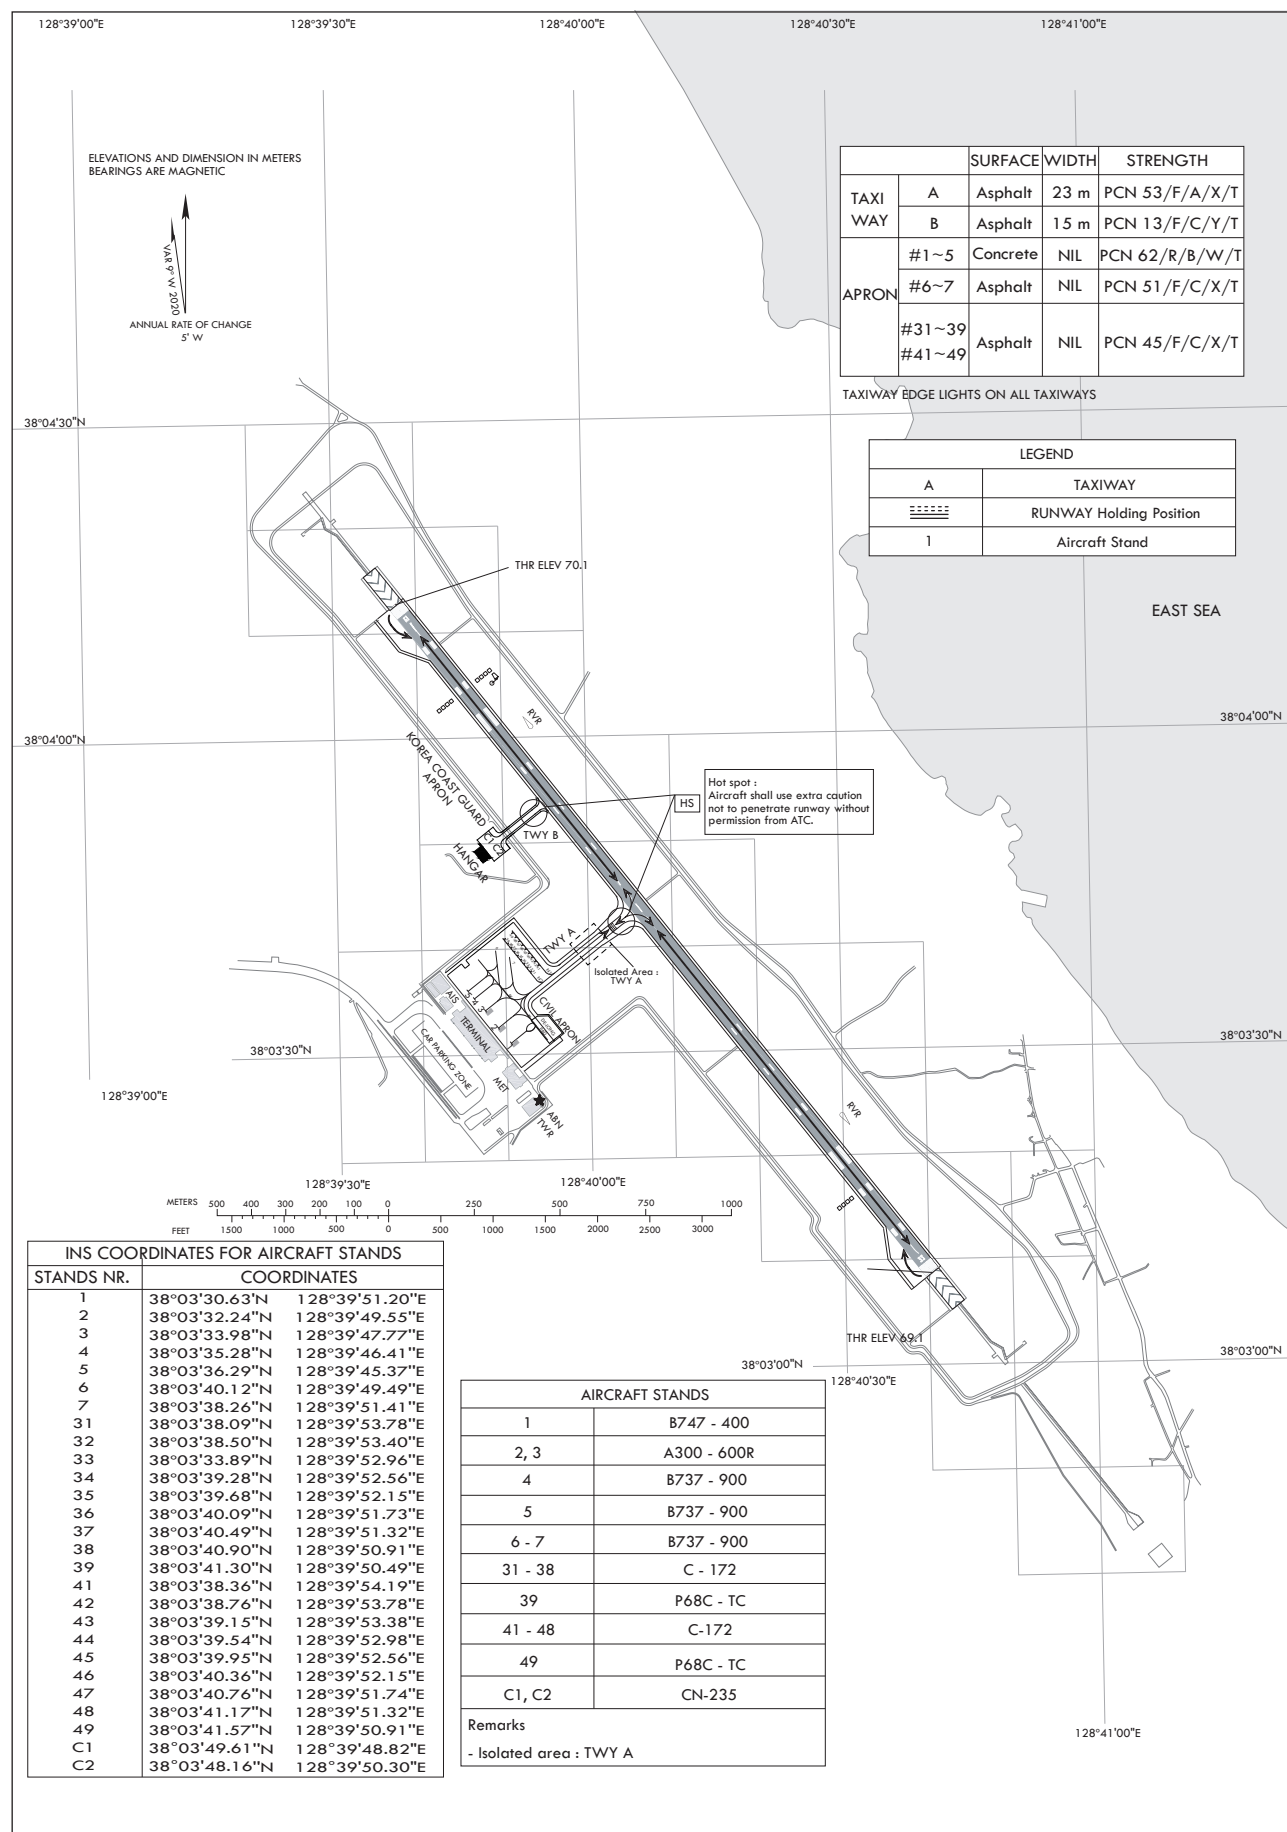 128°39'00"E 128°39'30"E 128°40'00"E 128°40'30"E 128°41'00"E
ELEVATIONS AND DIMENSION IN METERS
BEARINGS ARE MAGNETIC
VAR 9° W 2020
ANNUAL RATE OF CHANGE
5' W
SURFACE WIDTH STRENGTH
TAXI WAY A Asphalt 23 m PCN 53/F/A/X/T
B Asphalt 15 m PCN 13/F/C/Y/T
APRON #1~5 Concrete NIL PCN 62/R/B/W/T
#6~7 Asphalt NIL PCN 51/F/C/X/T
#31~39
#41~49 Asphalt NIL PCN 45/F/C/X/T
TAXIWAY EDGE LIGHTS ON ALL TAXIWAYS
38°04'30"N
LEGEND
A TAXIWAY
RUNWAY Holding Position
1 Aircraft Stand
THR ELEV 70.1
EAST SEA
RVR
38°04'00"N 38°04'00"N
KOREA COAST GUARD
APRON
Hot spot :
Aircraft shall use extra caution
not to penetrate runway without
permission from ATC.
HS
TWY B
C1 C2
HANGAR
TWY A
Isolated Area :
TWY A
AIS
5 4 3 2 1
CIVIL APRON
TERMINAL
CAR PARKING ZONE
MET
ABN
TWR
38°03'30"N 38°03'30"N
RVR
128°39'00"E
128°39'30"E 128°40'00"E
METERS 500 400 300 200 100 0 250 500 750 1000
FEET 1500 1000 500 0 500 1000 1500 2000 2500 3000
THR ELEV 69.1
38°03'00"N 38°03'00"N
128°40'30"E
INS COORDINATES FOR AIRCRAFT STANDS
STANDS NR. COORDINATES
1 38°03'30.63'N 128°39'51.20"E
2 38°03'32.24"N 128°39'49.55"E
3 38°03'33.98"N 128°39'47.77"E
4 38°03'35.28"N 128°39'46.41"E
5 38°03'36.29"N 128°39'45.37"E
6 38°03'40.12"N 128°39'49.49"E
7 38°03'38.26"N 128°39'51.41"E
31 38°03'38.09"N 128°39'53.78"E
32 38°03'38.50"N 128°39'53.40"E
33 38°03'33.89"N 128°39'52.96"E
34 38°03'39.28"N 128°39'52.56"E
35 38°03'39.68"N 128°39'52.15"E
36 38°03'40.09"N 128°39'51.73"E
37 38°03'40.49"N 128°39'51.32"E
38 38°03'40.90"N 128°39'50.91"E
39 38°03'41.30"N 128°39'50.49"E
41 38°03'38.36"N 128°39'54.19"E
42 38°03'38.76"N 128°39'53.78"E
43 38°03'39.15"N 128°39'53.38"E
44 38°03'39.54"N 128°39'52.98"E
45 38°03'39.95"N 128°39'52.56"E
46 38°03'40.36"N 128°39'52.15"E
47 38°03'40.76"N 128°39'51.74"E
48 38°03'41.17"N 128°39'51.32"E
49 38°03'41.57"N 128°39'50.91"E
C1 38°03'49.61"N 128°39'48.82"E
C2 38°03'48.16"N 128°39'50.30"E
AIRCRAFT STANDS
1 B747 - 400
2, 3 A300 - 600R
4 B737 - 900
5 B737 - 900
6 - 7 B737 - 900
31 - 38 C - 172
39 P68C - TC
41 - 48 C-172
49 P68C - TC
C1, C2 CN-235
Remarks
- Isolated area : TWY A
128°41'00"E